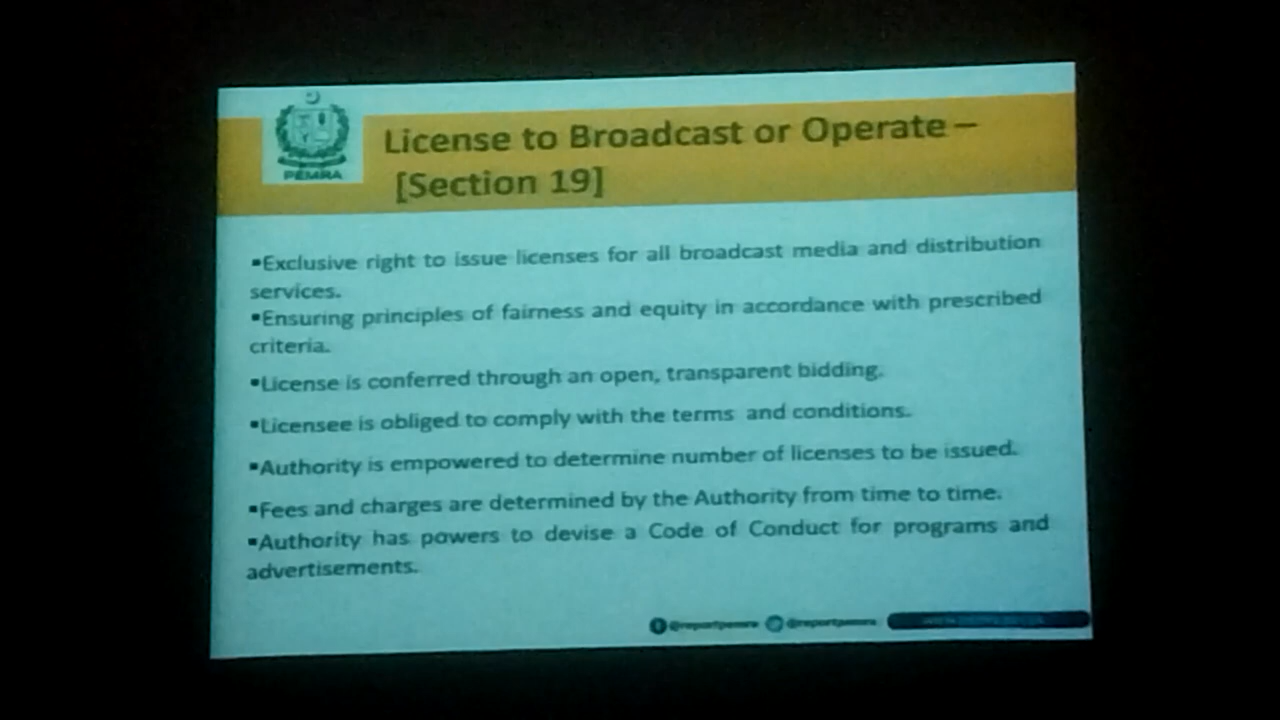 PEMRA
License to Broadcast or Operate –
[Section 19]
▪Exclusive right to issue licenses for all broadcast media and distribution
services.
▪Ensuring principles of fairness and equity in accordance with prescribed
criteria.
▪License is conferred through an open, transparent bidding.
▪Licensee is obliged to comply with the terms and conditions.
▪Authority is empowered to determine number of licenses to be issued.
▪Fees and charges are determined by the Authority from time to time.
▪Authority has powers to devise a Code of Conduct for programs and
advertisements.
@reportpemra @reportpemra